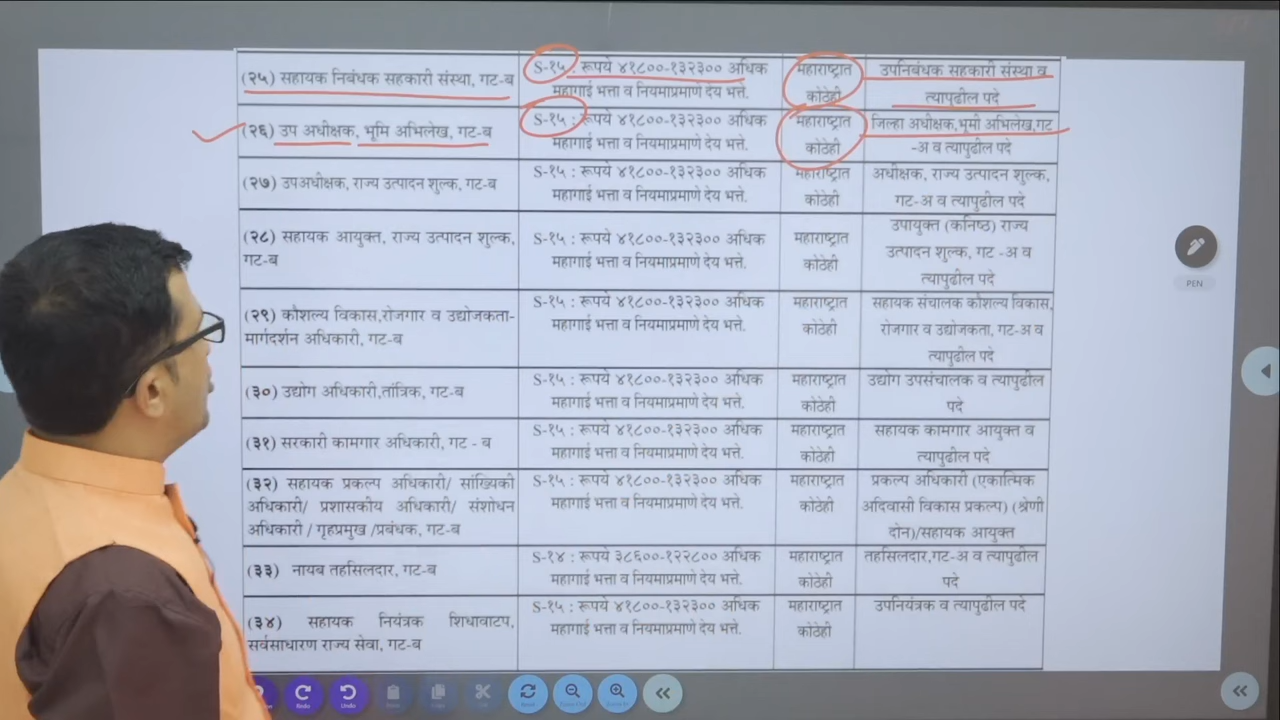 (२५) सहायक निबंधक सहकारी संस्था, गट-ब
S-१५ : रूपये ४१८००-१३२३०० अधिक
महागाई भत्ता व नियमाप्रमाणे देय भत्ते.
महाराष्ट्रात
कोठेही
उपनिबंधक सहकारी संस्था व
त्यापुढील पदे
(२६) उप अधीक्षक, भूमि अभिलेख, गट-ब
S-१५ : रूपये ४१८००-१३२३०० अधिक
महागाई भत्ता व नियमाप्रमाणे देय भत्ते.
महाराष्ट्रात
कोठेही
जिल्हा अधीक्षक,भूमी अभिलेख,गट
-अ व त्यापुढील पदे
(२७) उपअधीक्षक, राज्य उत्पादन शुल्क, गट-ब
S-१५ : रूपये ४१८००-१३२३०० अधिक
महागाई भत्ता व नियमाप्रमाणे देय भत्ते.
महाराष्ट्रात
कोठेही
अधीक्षक, राज्य उत्पादन शुल्क,
गट-अ व त्यापुढील पदे
(२८) सहायक आयुक्त, राज्य उत्पादन शुल्क,
गट-ब
S-१५ : रूपये ४१८००-१३२३०० अधिक
महागाई भत्ता व नियमाप्रमाणे देय भत्ते.
महाराष्ट्रात
कोठेही
उपायुक्त (कनिष्ठ) राज्य
उत्पादन शुल्क, गट -अ व
त्यापुढील पदे
(२९) कौशल्य विकास,रोजगार व उद्योजकता-
मार्गदर्शन अधिकारी, गट-ब
S-१५ : रूपये ४१८००-१३२३०० अधिक
महागाई भत्ता व नियमाप्रमाणे देय भत्ते.
महाराष्ट्रात
कोठेही
सहायक संचालक कौशल्य विकास,
रोजगार व उद्योजकता, गट-अ व
त्यापुढील पदे
(३०) उद्योग अधिकारी,तांत्रिक, गट-ब
S-१५ : रूपये ४१८००-१३२३०० अधिक
महागाई भत्ता व नियमाप्रमाणे देय भत्ते.
महाराष्ट्रात
कोठेही
उद्योग उपसंचालक व त्यापुढील
पदे
(३१) सरकारी कामगार अधिकारी, गट - ब
S-१५ : रूपये ४१८००-१३२३०० अधिक
महागाई भत्ता व नियमाप्रमाणे देय भत्ते.
महाराष्ट्रात
कोठेही
सहायक कामगार आयुक्त व
त्यापुढील पदे
(३२) सहायक प्रकल्प अधिकारी/ सांख्यिकी
अधिकारी/ प्रशासकीय अधिकारी/ संशोधन
अधिकारी / गृहप्रमुख /प्रबंधक, गट-ब
S-१५ : रूपये ४१८००-१३२३०० अधिक
महागाई भत्ता व नियमाप्रमाणे देय भत्ते.
महाराष्ट्रात
कोठेही
प्रकल्प अधिकारी (एकात्मिक
अदिवासी विकास प्रकल्प) (श्रेणी
दोन)/सहायक आयुक्त
(३३) नायब तहसिलदार, गट-ब
S-१४ : रूपये ३८६००-१२२८०० अधिक
महागाई भत्ता व नियमाप्रमाणे देय भत्ते.
महाराष्ट्रात
कोठेही
तहसिलदार,गट-अ व त्यापुढील
पदे
(३४) सहायक नियंत्रक शिधावाटप,
सर्वसाधारण राज्य सेवा, गट-ब
S-१५ : रूपये ४१८००-१३२३०० अधिक
महागाई भत्ता व नियमाप्रमाणे देय भत्ते.
महाराष्ट्रात
कोठेही
उपनियंत्रक व त्यापुढील पदे
PEN
Redo
Undo